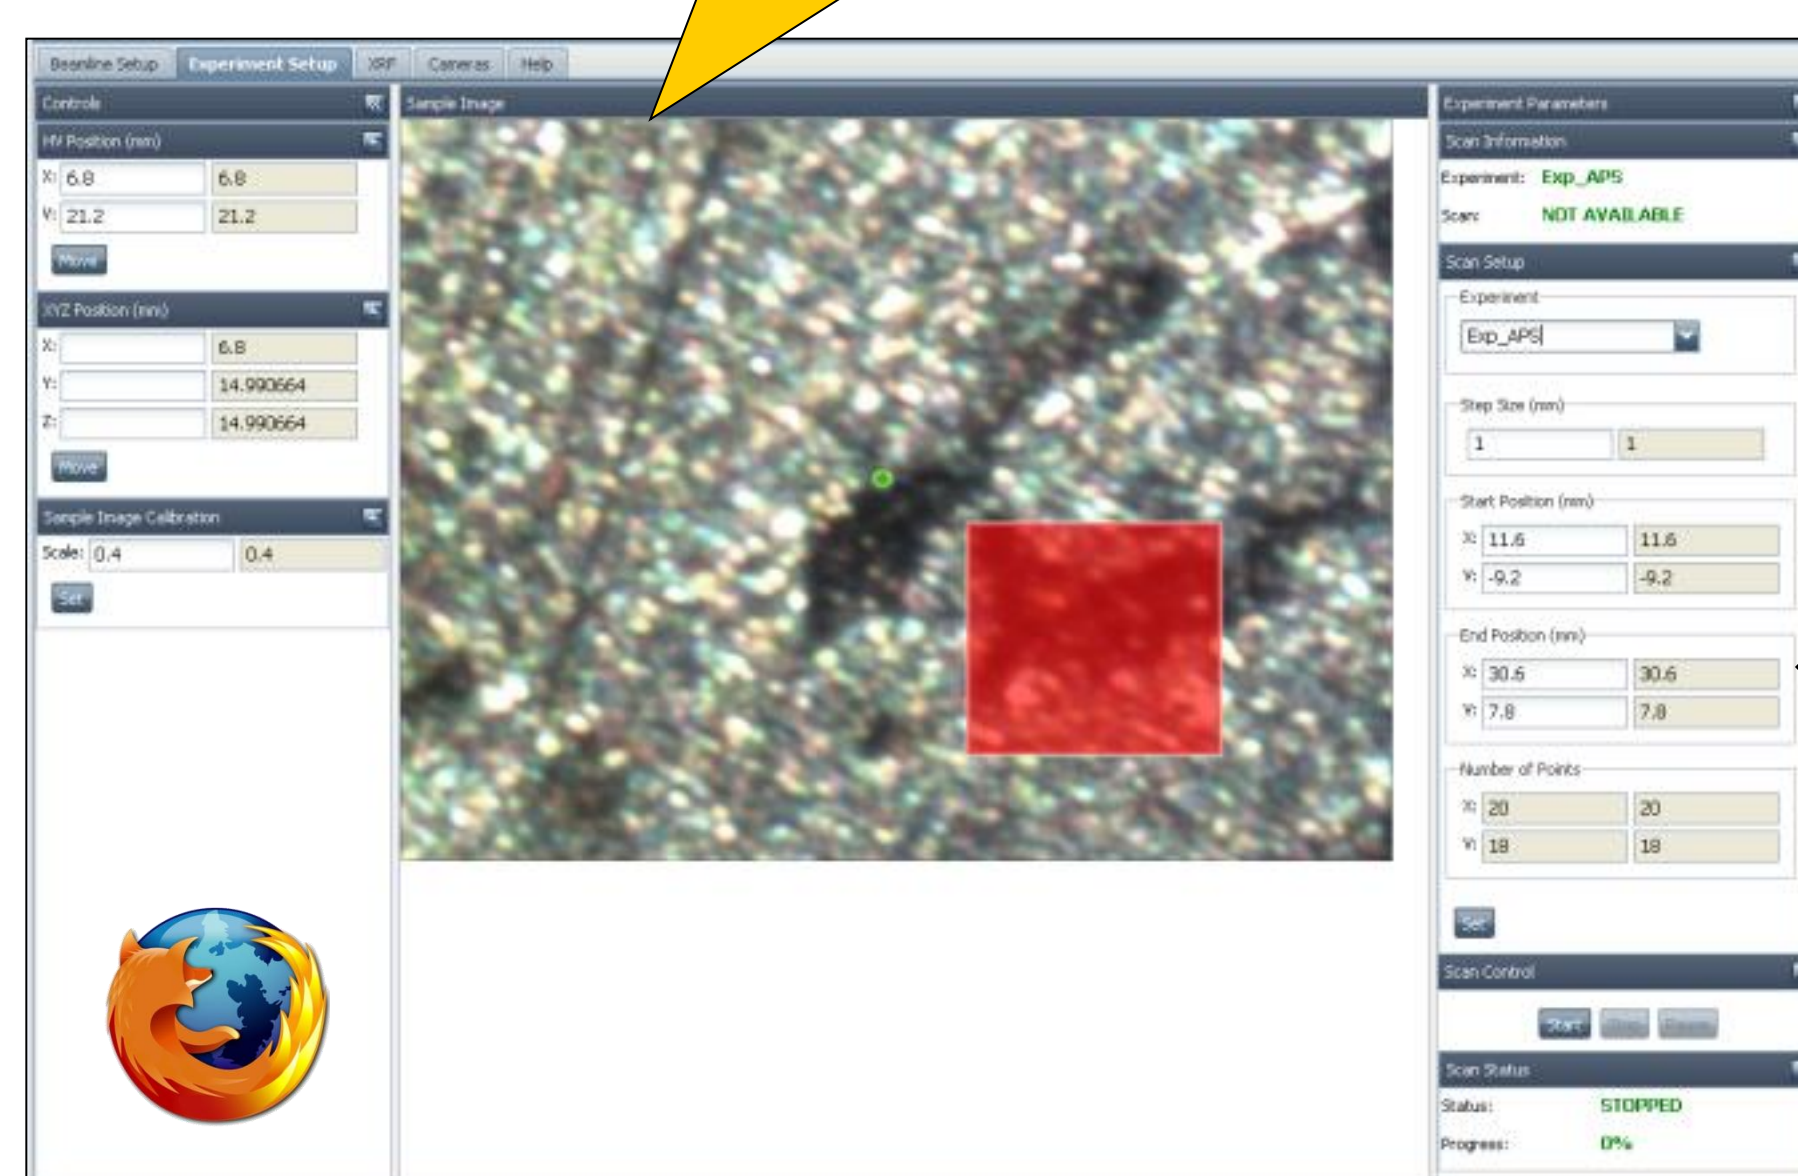 Beamline Setup Experiment Setup XRF Cameras Help
Controls
HV Position (mm)
X: 6.8 6.8
V: 21.2 21.2
Move
XYZ Position (mm)
X: 6.8
Y: 14.990664
Z: 14.990664
Move
Sample Image Calibration
Scale: 0.4 0.4
Set
Sample Image
Experiment Parameters
Scan Information
Experiment: Exp_APS
Scan: NOT AVAILABLE
Scan Setup
Experiment
Exp_APS
Step Size (mm)
1 1
Start Position (mm)
X: 11.6 11.6
Y: -9.2 -9.2
End Position (mm)
X: 30.6 30.6
Y: 7.8 7.8
Number of Points
X: 20 20
Y: 18 18
Set
Scan Control
Start Stop Pause
Scan Status
Status: STOPPED
Progress: 0%